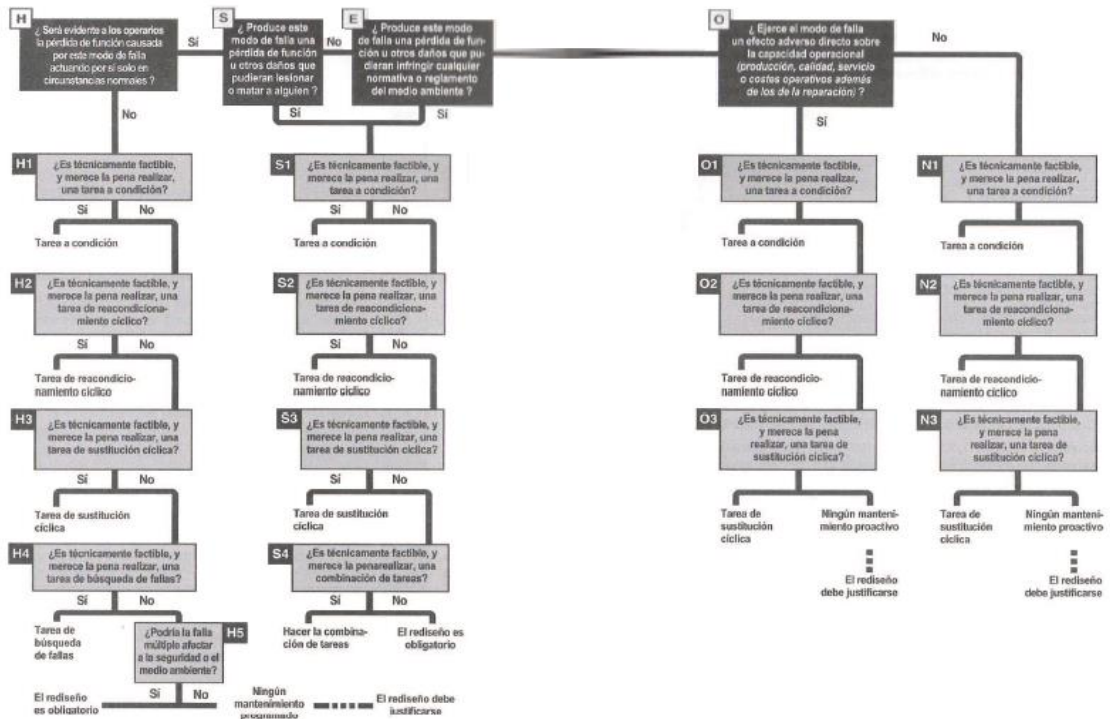 H
¿ Será evidente a los operarios
la pérdida de función causada
por este modo de falla
actuando por sí solo en
circunstancias normales ?
Sí
No
S
¿ Produce este
modo de falla una
pérdida de función
u otros daños que
pudieran lesionar
o matar a alguien ?
No
Sí
E
¿ Produce este modo
de falla una pérdida de fun-
ción u otros daños que pu-
dieran infringir cualquier
normativa o reglamento
del medio ambiente ?
Sí
O
¿ Ejerce el modo de falla
un efecto adverso directo sobre
la capacidad operacional
(producción, calidad, servicio
o costes operativos además
de los de la reparación) ?
No
Sí
H1
¿Es técnicamente factible,
y merece la pena realizar,
una tarea a condición?
Sí No
Tarea a condición
H2
¿Es técnicamente factible, y
merece la pena realizar, una
tarea de reacondiciona-
miento cíclico?
Sí No
Tarea de reacondicio-
namiento cíclico
H3
¿Es técnicamente factible, y
merece la pena realizar, una
tarea de sustitución cíclica?
Sí No
Tarea de sustitución
cíclica
H4
¿Es técnicamente factible, y
merece la pena realizar, una
tarea de búsqueda de fallas?
Sí No
Tarea de
búsqueda
de fallas
H5
¿Podría la falla
múltiple afectar
a la seguridad o el
medio ambiente?
Sí No
El rediseño
es obligatorio
Ningún
mantenimiento
programado
El rediseño debe
justificarse
S1
¿Es técnicamente factible, y
merece la pena realizar, una
tarea a condición?
Sí No
Tarea a condición
S2
¿Es técnicamente factible, y
merece la pena realizar, una
tarea de reacondiciona-
miento cíclico?
Sí No
Tarea de reacondicio-
namiento cíclico
S3
¿Es técnicamente factible, y
merece la pena realizar, una
tarea de sustitución cíclica?
Sí No
Tarea de sustitución
cíclica
S4
¿Es técnicamente factible, y
merece la penarealizar, una
combinación de tareas?
Sí No
Hacer la combina-
ción de tareas
El rediseño es
obligatorio
O1
¿Es técnicamente factible,
y merece la pena realizar,
una tarea a condición?
Tarea a condición
O2
¿Es técnicamente factible,
y merece la pena realizar,
una tarea de reacondiciona-
miento cíclico?
Tarea de reacondicio-
namiento cíclico
O3
¿Es técnicamente factible,
y merece la pena
realizar, una tarea de
sustitución cíclica?
Tarea de
sustitución
cíclica
Ningún manteni-
miento proactivo
El rediseño
debe justificarse
N1
¿Es técnicamente factible,
y merece la pena realizar,
una tarea a condición?
Tarea a condición
N2
¿Es técnicamente factible,
y merece la pena realizar,
una tarea de reacondiciona-
miento cíclico?
Tarea de reacondicio-
namiento cíclico
N3
¿Es técnicamente factible,
y merece la pena
realizar, una tarea de
sustitución cíclica?
Tarea de
sustitución
cíclica
Ningún manteni-
miento proactivo
El rediseño
debe justificarse